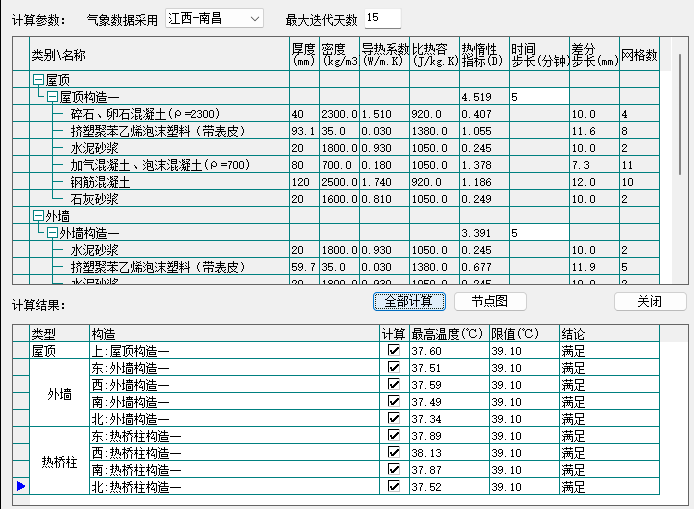 计算参数: 气象数据采用 江西-南昌 最大迭代天数 15
类别\名称 厚度(mm) 密度(kg/m3 导热系数(W/m.K) 比热容(J/kg.K) 热惰性指标(D) 时间步长(分钟) 差分步长(mm) 网格数
屋顶
屋顶构造一 4.519 5
碎石、卵石混凝土(ρ=2300) 40 2300.0 1.510 920.0 0.407 10.0 4
挤塑聚苯乙烯泡沫塑料（带表皮） 93.1 35.0 0.030 1380.0 1.055 11.6 8
水泥砂浆 20 1800.0 0.930 1050.0 0.245 10.0 2
加气混凝土、泡沫混凝土(ρ=700) 80 700.0 0.180 1050.0 1.378 7.3 11
钢筋混凝土 120 2500.0 1.740 920.0 1.186 12.0 10
石灰砂浆 20 1600.0 0.810 1050.0 0.249 10.0 2
外墙
外墙构造一 3.391 5
水泥砂浆 20 1800.0 0.930 1050.0 0.245 10.0 2
挤塑聚苯乙烯泡沫塑料（带表皮） 59.7 35.0 0.030 1380.0 0.677 11.9 5
水泥砂浆 20 1800.0 0.930 1050.0 0.245 10.0 2
计算结果: 全部计算 节点图 关闭
类型 构造 计算 最高温度(℃) 限值(℃) 结论
屋顶 上:屋顶构造一 37.60 39.10 满足
外墙 东:外墙构造一 37.51 39.10 满足
西:外墙构造一 37.59 39.10 满足
南:外墙构造一 37.49 39.10 满足
北:外墙构造一 37.34 39.10 满足
热桥柱 东:热桥柱构造一 37.89 39.10 满足
西:热桥柱构造一 38.13 39.10 满足
南:热桥柱构造一 37.87 39.10 满足
北:热桥柱构造一 37.52 39.10 满足